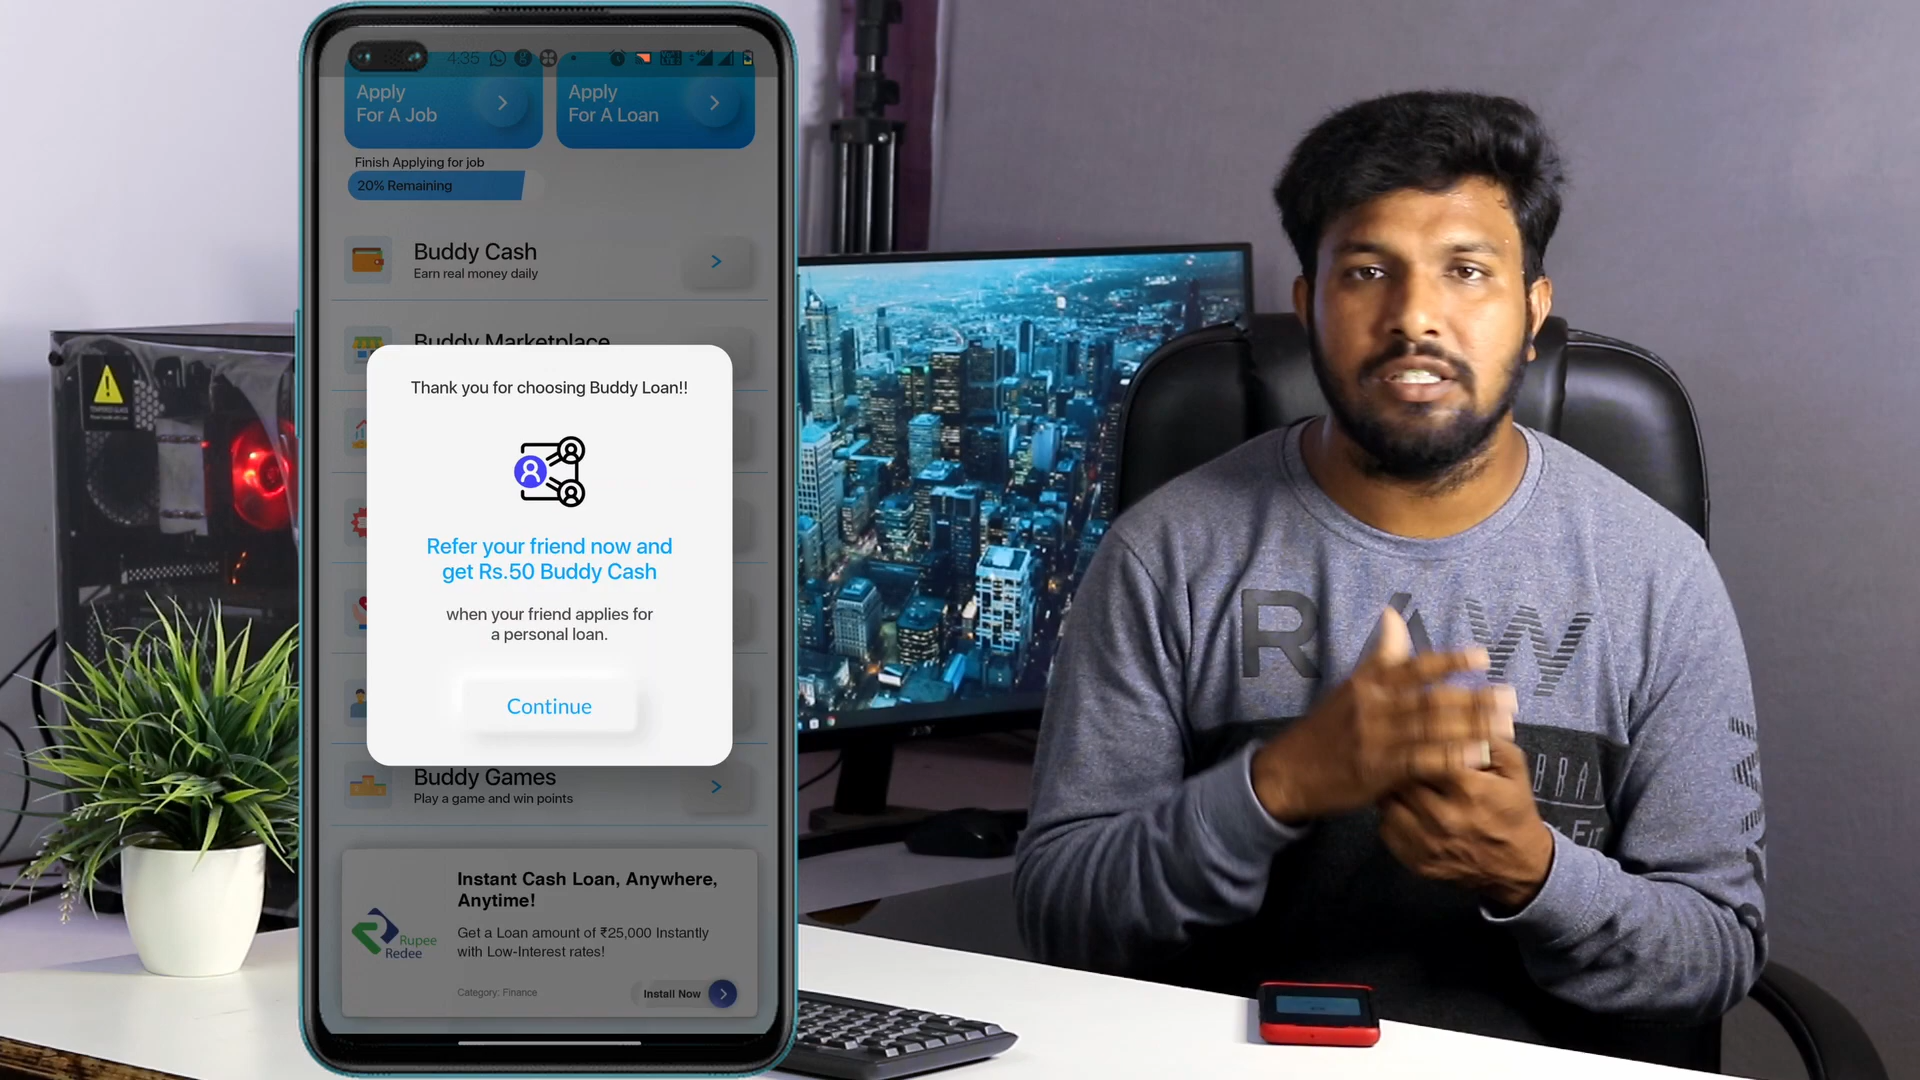 4:35
Apply
For A Job
Apply
For A Loan
Finish Applying for job
20% Remaining
Buddy Cash
Earn real money daily
Buddy Marketplace
Thank you for choosing Buddy Loan!!
Refer your friend now and
get Rs.50 Buddy Cash
when your friend applies for
a personal loan.
Continue
Buddy Games
Play a game and win points
Instant Cash Loan, Anywhere,
Anytime!
Rupee
Redee
Get a Loan amount of ₹25,000 Instantly
with Low-Interest rates!
Category: Finance
Install Now
RAW